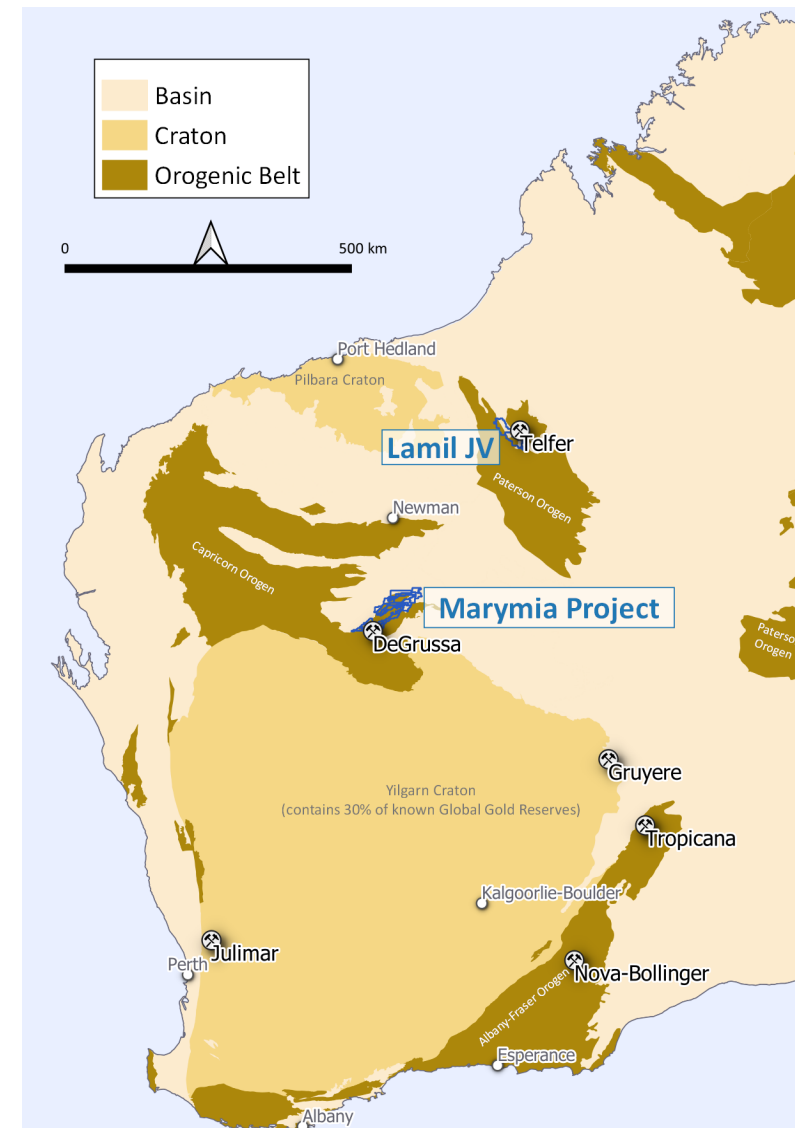 Basin
Craton
Orogenic Belt
0
500 km
Port Hedland
Pilbara Craton
Lamil JV
Telfer
Paterson Orogen
Newman
Capricorn Orogen
Marymia Project
DeGrussa
Paterso
Orogen
Gruyere
Yilgarn Craton
(contains 30% of known Global Gold Reserves)
Tropicana
Kalgoorlie-Boulder
Julimar
Perth
Nova-Bollinger
Albany-Fraser Orogen
Esperance
Albany